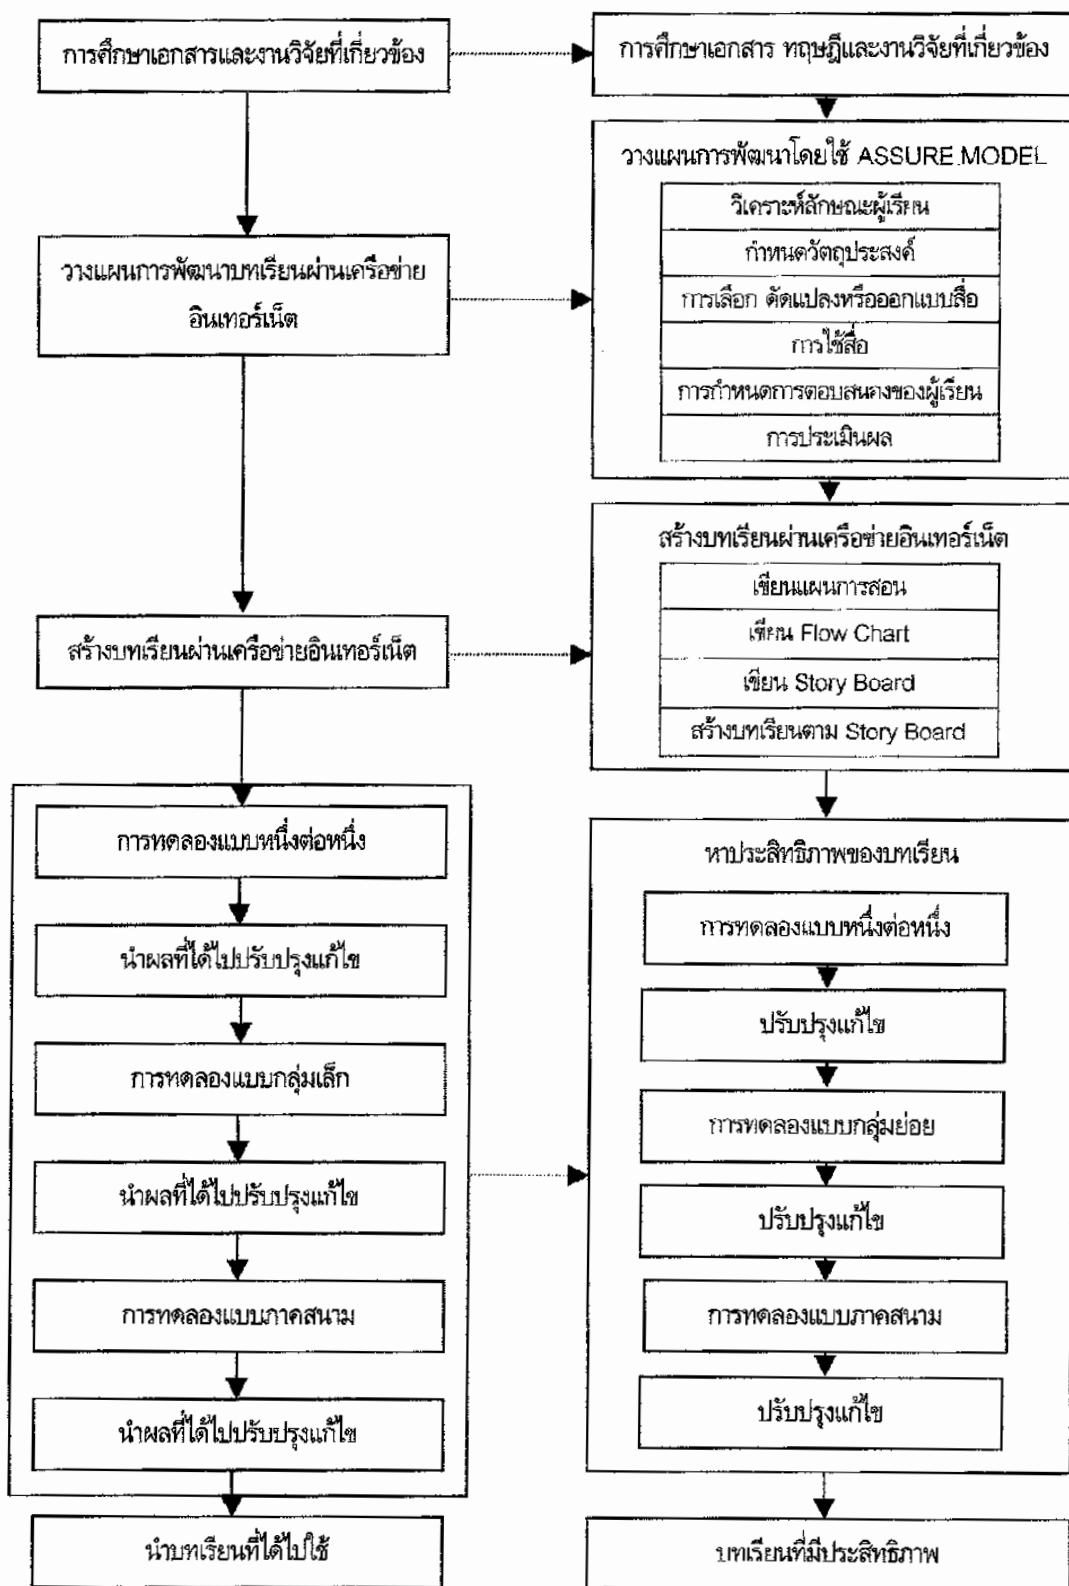 การศึกษาเอกสารและงานวิจัยที่เกี่ยวข้อง
วางแผนการพัฒนาบทเรียนผ่านเครือข่าย
อินเทอร์เน็ต
สร้างบทเรียนผ่านเครือข่ายอินเทอร์เน็ต
การทดลองแบบหนึ่งต่อหนึ่ง
นำผลที่ได้ไปปรับปรุงแก้ไข
การทดลองแบบกลุ่มเล็ก
นำผลที่ได้ไปปรับปรุงแก้ไข
การทดลองแบบภาคสนาม
นำผลที่ได้ไปปรับปรุงแก้ไข
นำบทเรียนที่ได้ไปใช้
การศึกษาเอกสาร ทฤษฎีและงานวิจัยที่เกี่ยวข้อง
วางแผนการพัฒนาโดยใช้ ASSURE MODEL
วิเคราะห์ลักษณะผู้เรียน
กำหนดวัตถุประสงค์
การเลือก ดัดแปลงหรือออกแบบสื่อ
การใช้สื่อ
การกำหนดการตอบสนองของผู้เรียน
การประเมินผล
สร้างบทเรียนผ่านเครือข่ายอินเทอร์เน็ต
เขียนแผนการสอน
เขียน Flow Chart
เขียน Story Board
สร้างบทเรียนตาม Story Board
หาประสิทธิภาพของบทเรียน
การทดลองแบบหนึ่งต่อหนึ่ง
ปรับปรุงแก้ไข
การทดลองแบบกลุ่มย่อย
ปรับปรุงแก้ไข
การทดลองแบบภาคสนาม
ปรับปรุงแก้ไข
บทเรียนที่มีประสิทธิภาพ